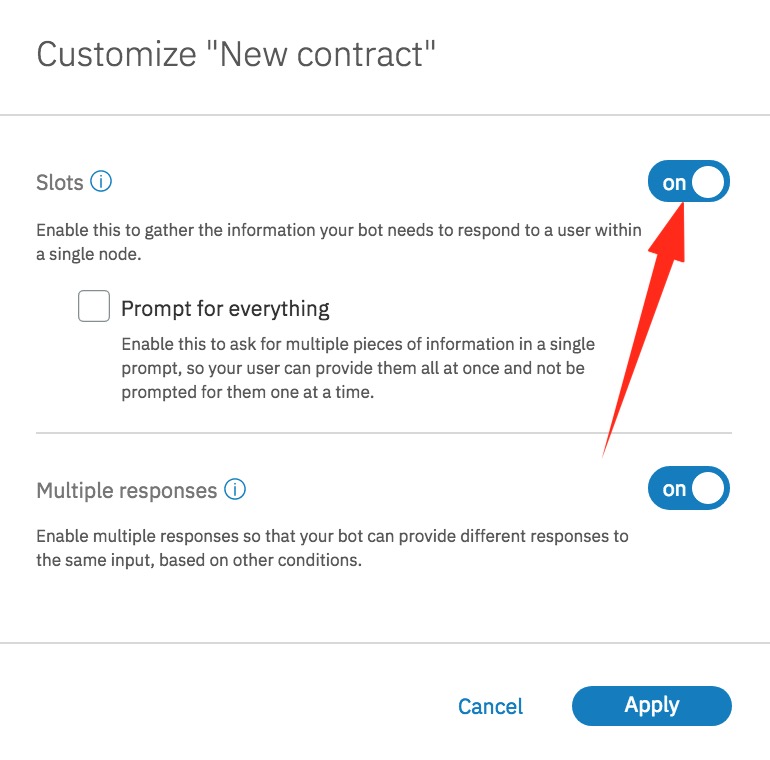 Customize "New contract"
Slots
on
Enable this to gather the information your bot needs to respond to a user within
a single node.
Prompt for everything
Enable this to ask for multiple pieces of information in a single
prompt, so your user can provide them all at once and not be
prompted for them one at a time.
Multiple responses
on
Enable multiple responses so that your bot can provide different responses to
the same input, based on other conditions.
Cancel
Apply